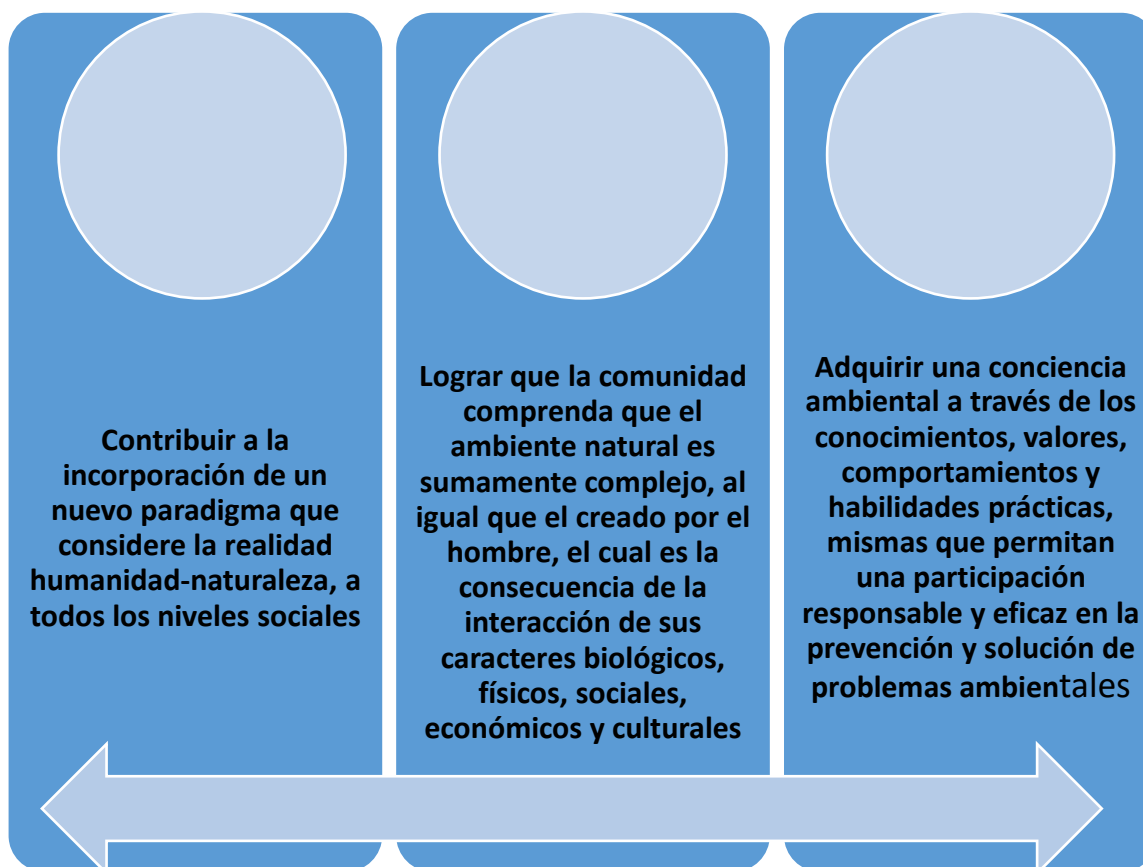 Contribuir a la
incorporación de un
nuevo paradigma que
considere la realidad
humanidad-naturaleza, a
todos los niveles sociales
Lograr que la comunidad
comprenda que el
ambiente natural es
sumamente complejo, al
igual que el creado por el
hombre, el cual es la
consecuencia de la
interacción de sus
caracteres biológicos,
físicos, sociales,
económicos y culturales
Adquirir una conciencia
ambiental a través de los
conocimientos, valores,
comportamientos y
habilidades prácticas,
mismas que permitan
una participación
responsable y eficaz en la
prevención y solución de
problemas ambientales